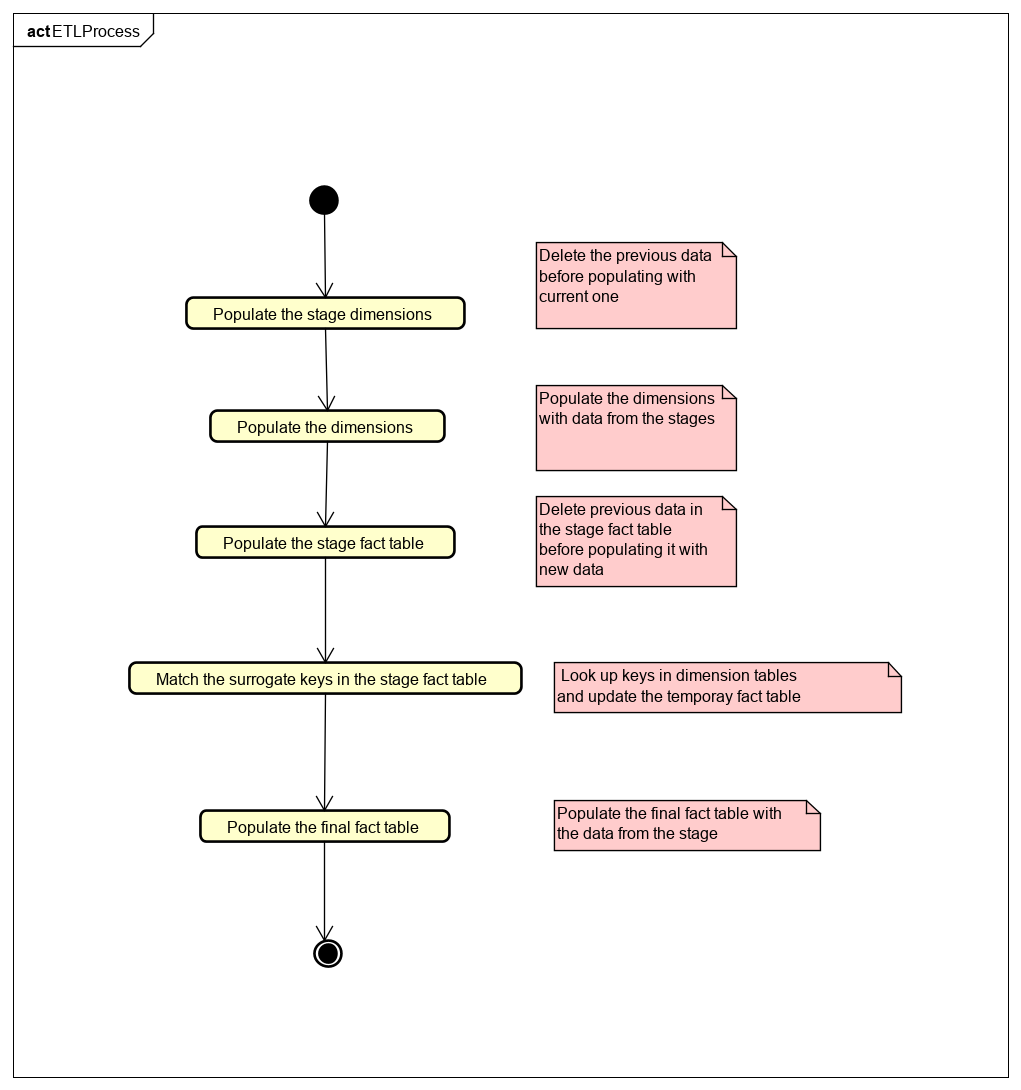 act ETLProcess
Delete the previous data
before populating with
current one
Populate the stage dimensions
Populate the dimensions
with data from the stages
Populate the dimensions
Delete previous data in
the stage fact table
before populating it with
new data
Populate the stage fact table
Look up keys in dimension tables
and update the temporay fact table
Match the surrogate keys in the stage fact table
Populate the final fact table with
the data from the stage
Populate the final fact table